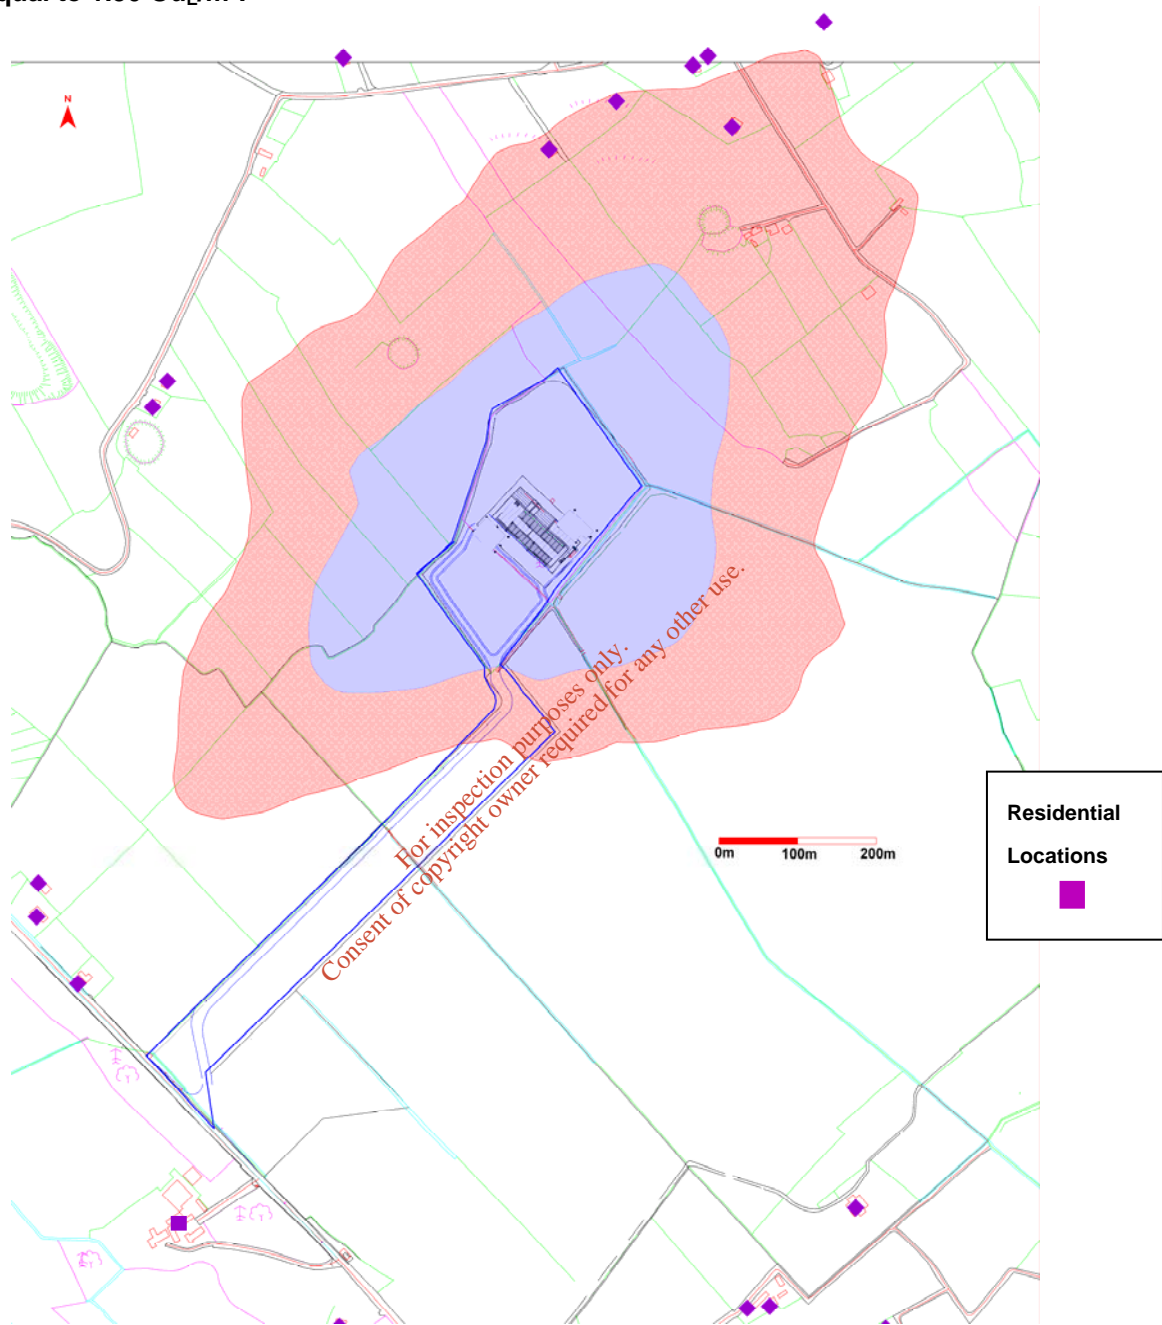 N
For inspection purposes only.
Consent of copyright owner required for any other use.
0m 100m 200m
Residential
Locations